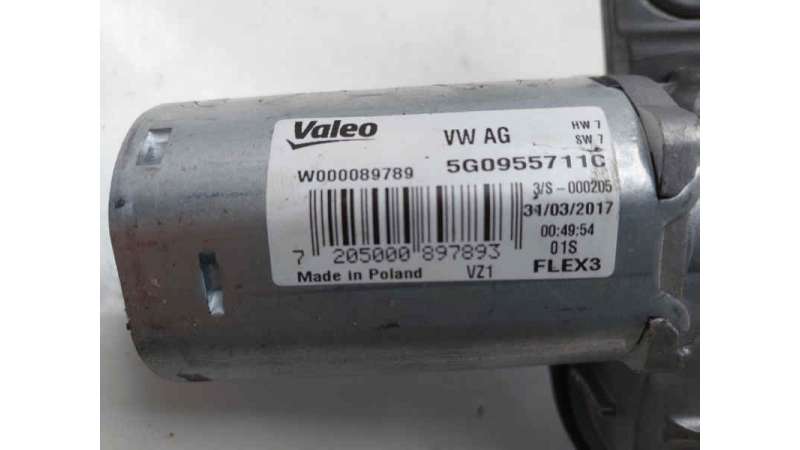 Valeo VW AG HW 7
SW 7
W000089789 5G0955711C
3/S-000205
31/03/2017
00:49:54
7 205000 897893 01S
Made in Poland VZ1 FLEX3